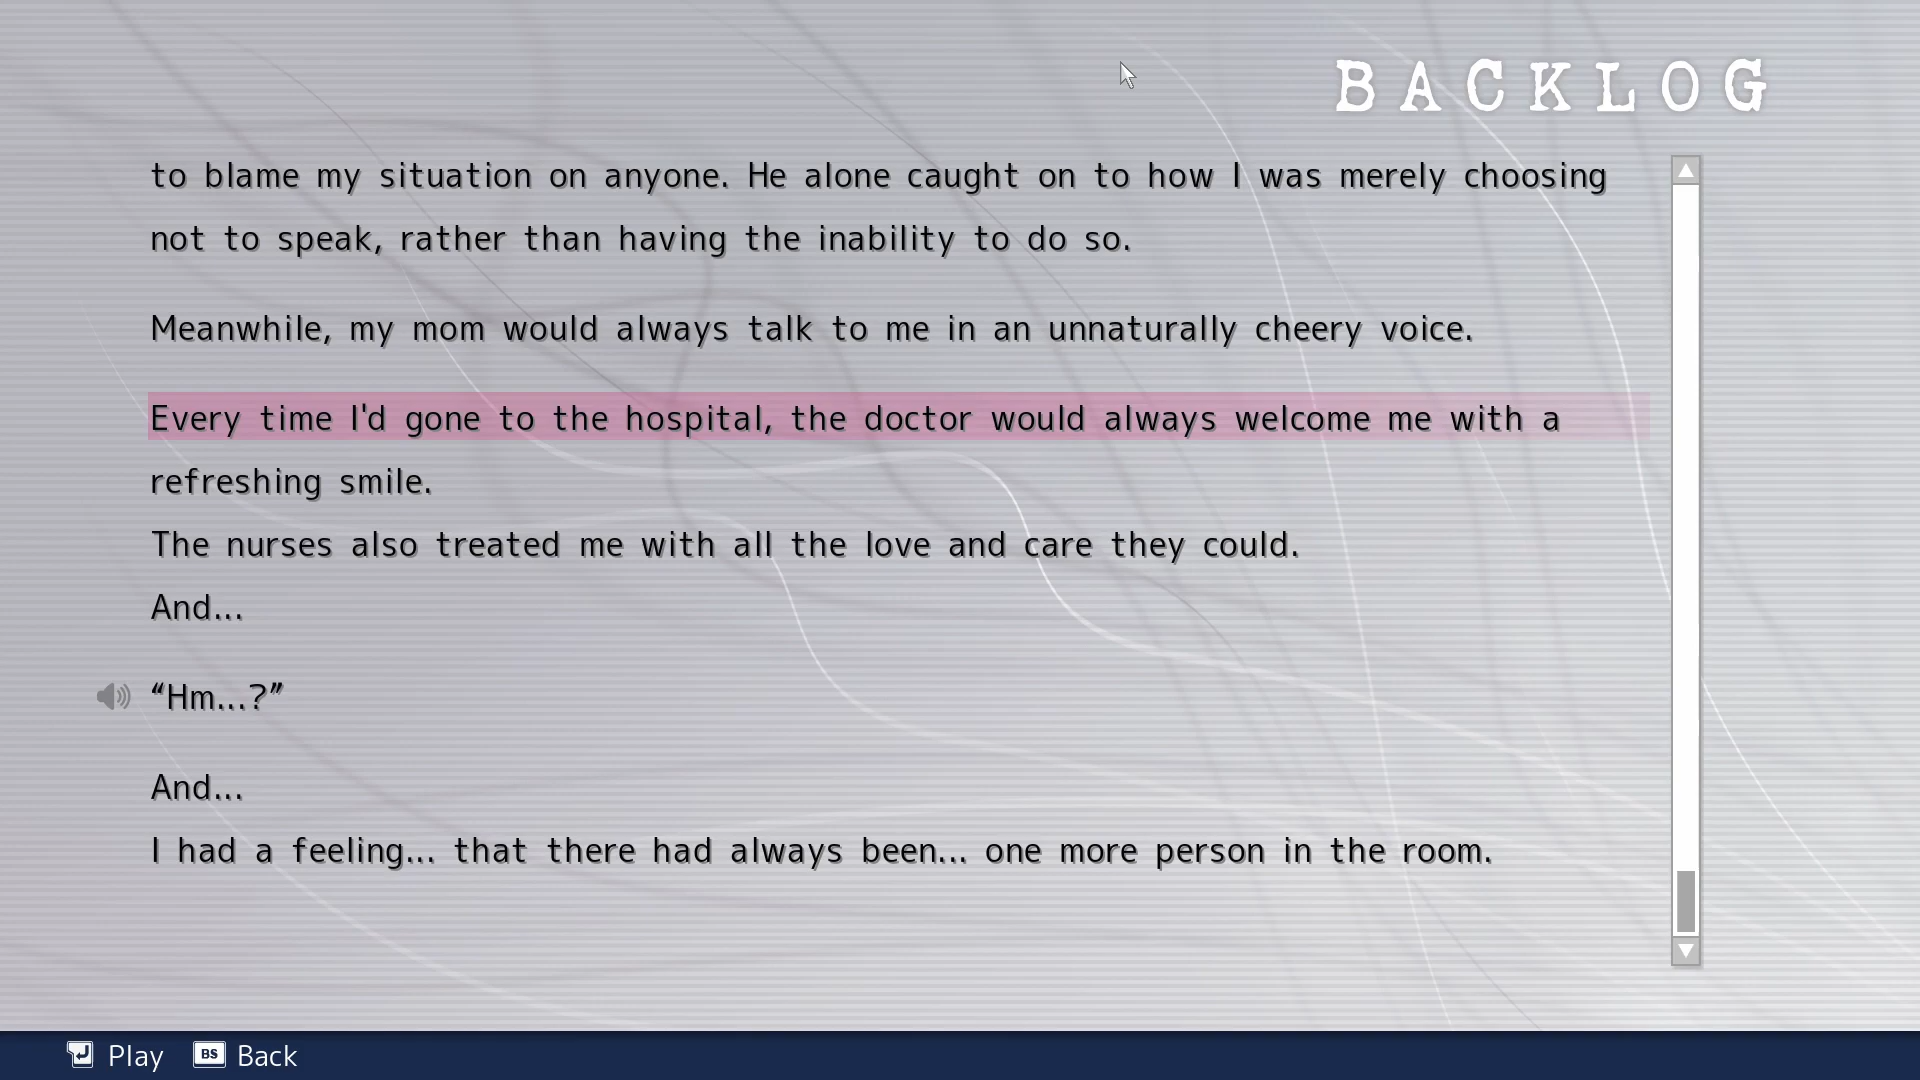 BACKLOG
to blame my situation on anyone. He alone caught on to how I was merely choosing
not to speak, rather than having the inability to do so.
Meanwhile, my mom would always talk to me in an unnaturally cheery voice.
Every time I'd gone to the hospital, the doctor would always welcome me with a
refreshing smile.
The nurses also treated me with all the love and care they could.
And...
“Hm...?”
And...
I had a feeling... that there had always been... one more person in the room.
Play BS Back